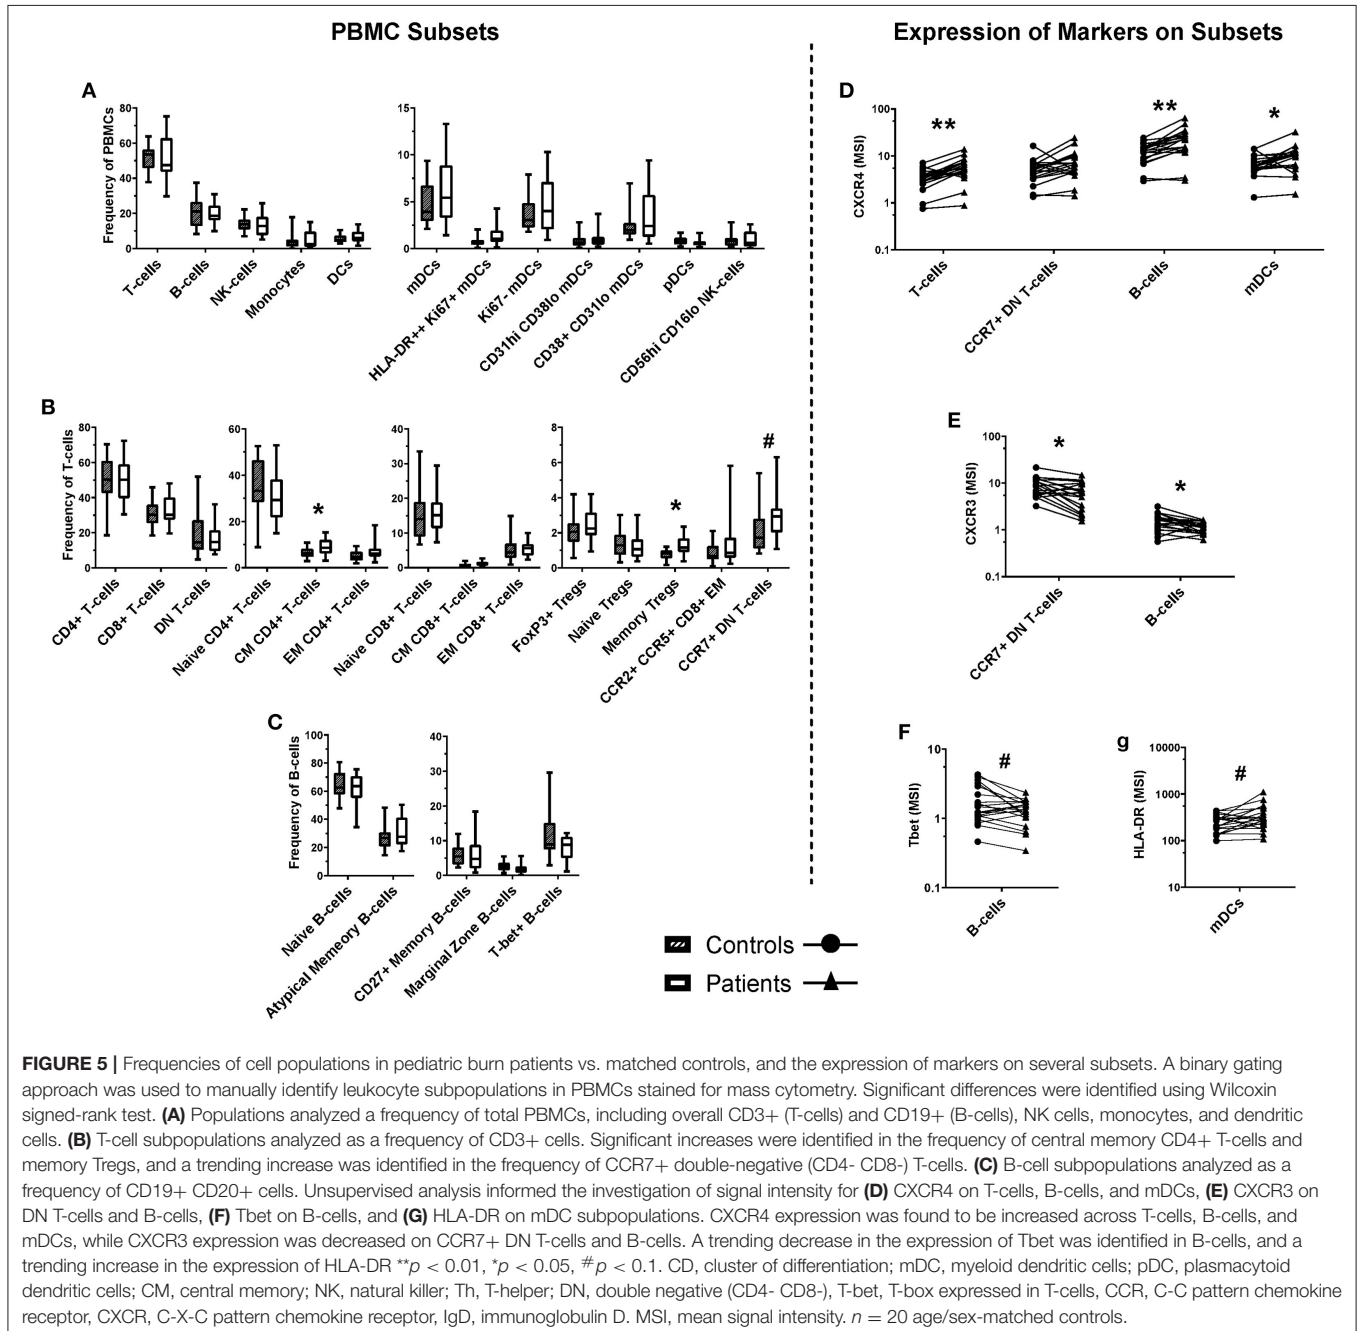 PBMC Subsets
Expression of Markers on Subsets
A
Frequency of PBMCs
80
60
40
20
0
T-cells
B-cells
NK-cells
Monocytes
DCs
15
10
5
0
mDCs
HLA-DR++ Ki67+ mDCs
Ki67- mDCs
CD31hi CD38lo mDCs
CD38+ CD31lo mDCs
pDCs
CD56hi CD16lo NK-cells
D
CXCR4 (MSI)
100
10
1
0.1
**
**
*
T-cells
CCR7+ DN T-cells
B-cells
mDCs
B
Frequency of T-cells
80
60
40
20
0
CD4+ T-cells
CD8+ T-cells
DN T-cells
60
40
20
0
*
Naive CD4+ T-cells
CM CD4+ T-cells
EM CD4+ T-cells
40
30
20
10
0
Naive CD8+ T-cells
CM CD8+ T-cells
EM CD8+ T-cells
8
6
4
2
0
*
#
FoxP3+ Tregs
Naive Tregs
Memory Tregs
CCR2+ CCR5+ CD8+ EM
CCR7+ DN T-cells
E
CXCR3 (MSI)
100
10
1
0.1
*
*
CCR7+ DN T-cells
B-cells
C
Frequency of B-cells
100
80
60
40
20
0
Naive B-cells
Atypical Memeory B-cells
40
30
20
10
0
CD27+ Memory B-cells
Marginal Zone B-cells
T-bet+ B-cells
F
Tbet (MSI)
10
1
0.1
#
B-cells
g
HLA-DR (MSI)
10000
1000
100
10
#
mDCs
Controls
Patients
FIGURE 5 | Frequencies of cell populations in pediatric burn patients vs. matched controls, and the expression of markers on several subsets. A binary gating
approach was used to manually identify leukocyte subpopulations in PBMCs stained for mass cytometry. Significant differences were identified using Wilcoxin
signed-rank test. (A) Populations analyzed a frequency of total PBMCs, including overall CD3+ (T-cells) and CD19+ (B-cells), NK cells, monocytes, and dendritic
cells. (B) T-cell subpopulations analyzed as a frequency of CD3+ cells. Significant increases were identified in the frequency of central memory CD4+ T-cells and
memory Tregs, and a trending increase was identified in the frequency of CCR7+ double-negative (CD4- CD8-) T-cells. (C) B-cell subpopulations analyzed as a
frequency of CD19+ CD20+ cells. Unsupervised analysis informed the investigation of signal intensity for (D) CXCR4 on T-cells, B-cells, and mDCs, (E) CXCR3 on
DN T-cells and B-cells, (F) Tbet on B-cells, and (G) HLA-DR on mDC subpopulations. CXCR4 expression was found to be increased across T-cells, B-cells, and
mDCs, while CXCR3 expression was decreased on CCR7+ DN T-cells and B-cells. A trending decrease in the expression of Tbet was identified in B-cells, and a
trending increase in the expression of HLA-DR **p < 0.01, *p < 0.05, #p < 0.1. CD, cluster of differentiation; mDC, myeloid dendritic cells; pDC, plasmacytoid
dendritic cells; CM, central memory; NK, natural killer; Th, T-helper; DN, double negative (CD4- CD8-), T-bet, T-box expressed in T-cells, CCR, C-C pattern chemokine
receptor, CXCR, C-X-C pattern chemokine receptor, IgD, immunoglobulin D. MSI, mean signal intensity. n = 20 age/sex-matched controls.